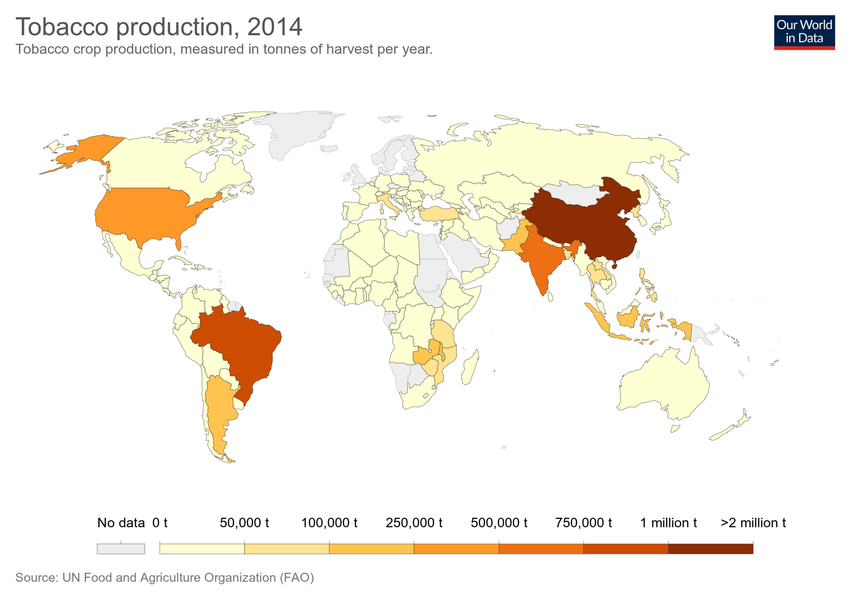 Tobacco production, 2014
Our World
in Data
Tobacco crop production, measured in tonnes of harvest per year.
No data 0 t 50,000 t 100,000 t 250,000 t 500,000 t 750,000 t 1 million t >2 million t
Source: UN Food and Agriculture Organization (FAO)